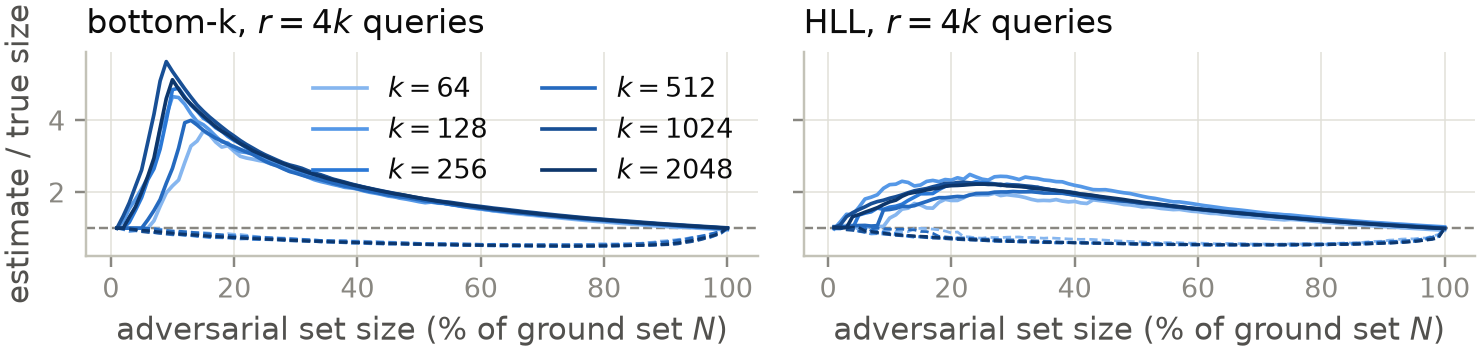 bottom-k, r = 4k queries
estimate / true size
4
2
k = 64
k = 128
k = 256
k = 512
k = 1024
k = 2048
0 20 40 60 80 100
adversarial set size (% of ground set N)
HLL, r = 4k queries
0 20 40 60 80 100
adversarial set size (% of ground set N)